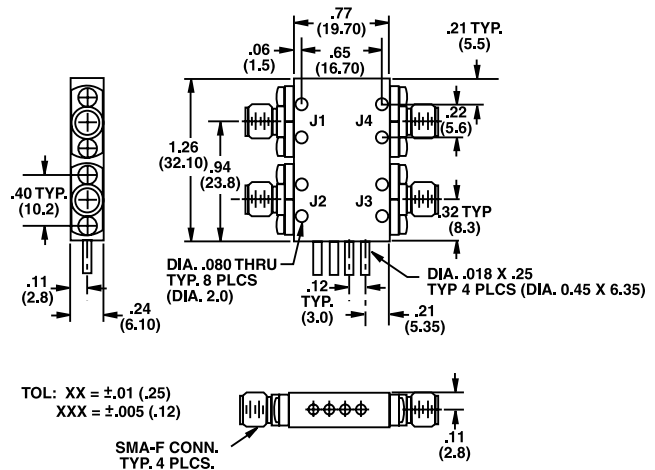 .77
(19.70)
.21 TYP.
(5.5)
.06
(1.5)
.65
(16.70)
J1
J4
.22
(5.6)
1.26
(32.10)
.94
(23.8)
.40 TYP.
(10.2)
J2
J3
.32 TYP
(8.3)
DIA. .080 THRU
TYP. 8 PLCS
(DIA. 2.0)
.12
TYP.
(3.0)
DIA. .018 X .25
TYP 4 PLCS (DIA. 0.45 X 6.35)
.11
(2.8)
.24
(6.10)
.21
(5.35)
TOL: XX = ±.01 (.25)
XXX = ±.005 (.12)
SMA-F CONN.
TYP. 4 PLCS.
.11
(2.8)